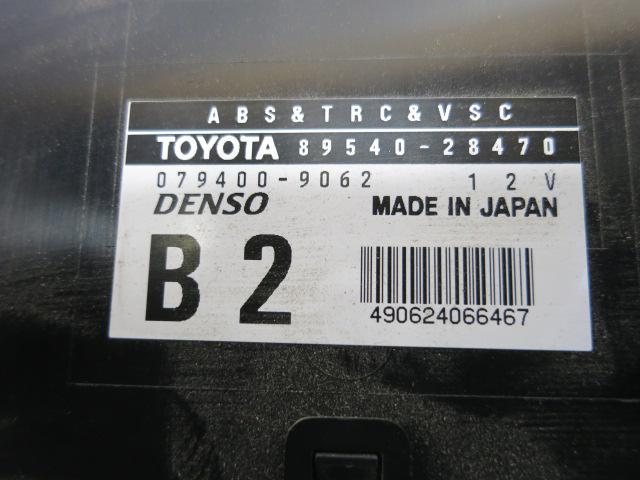 ABS&TRC&VSC
TOYOTA 89540-28470
079400-9062 12V
DENSO MADE IN JAPAN
B2
490624066467